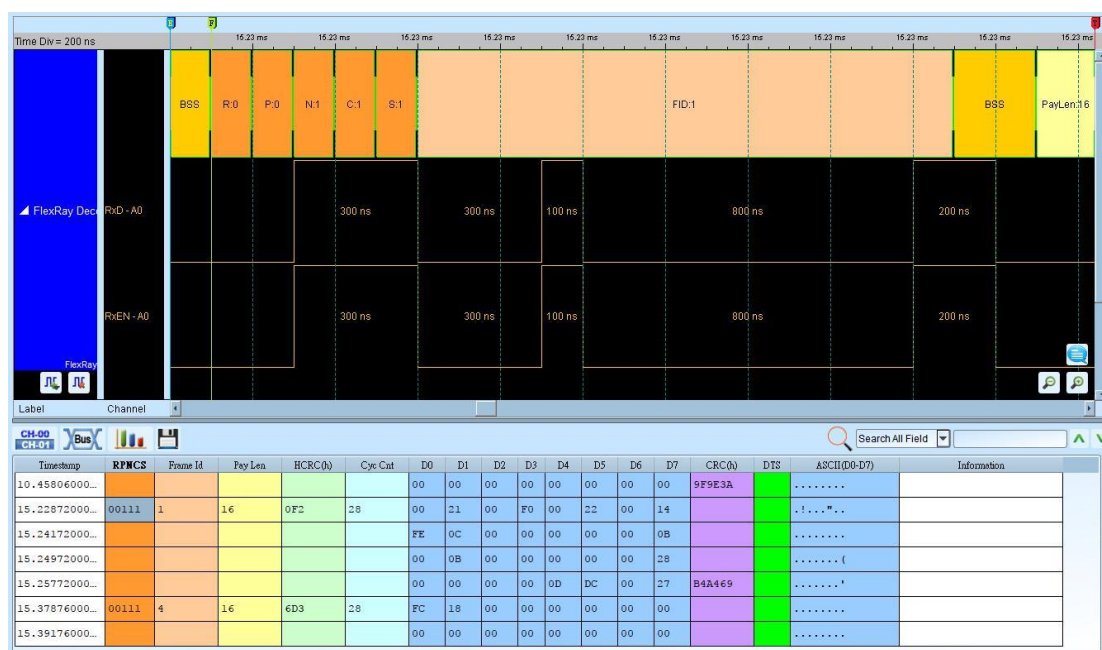 E F T
Time Div = 200 ns 15.23 ms 15.23 ms 15.23 ms 15.23 ms 15.23 ms 15.23 ms 15.23 ms 15.23 ms 15.23 ms 15.23 ms 15.23 ms
BSS R:0 P:0 N:1 C:1 S:1 FID:1 BSS PayLen:16
FlexRay Deco RxD - A0 300 ns 300 ns 100 ns 800 ns 200 ns
RxEN - A0 300 ns 300 ns 100 ns 800 ns 200 ns
FlexRay
Label Channel
CH-00
CH-01 Bus Search All Field
Timestamp RPNCS Frame Id Pay Len HCRC(h) Cyc Cnt D0 D1 D2 D3 D4 D5 D6 D7 CRC(h) DTS ASCII(D0-D7) Information
10.45806000... 00 00 00 00 00 00 00 00 9F9E3A ........
15.22872000... 00111 1 16 0F2 28 00 21 00 F0 00 22 00 14 .!..."..
15.24172000... FE 0C 00 00 00 00 00 0B ........
15.24972000... 00 0B 00 00 00 00 00 28 .......(
15.25772000... 00 00 00 00 0D DC 00 27 B4A469 .......'
15.37876000... 00111 4 16 6D3 28 FC 18 00 00 00 00 00 00 ........
15.39176000... 00 00 00 00 00 00 00 00 ........